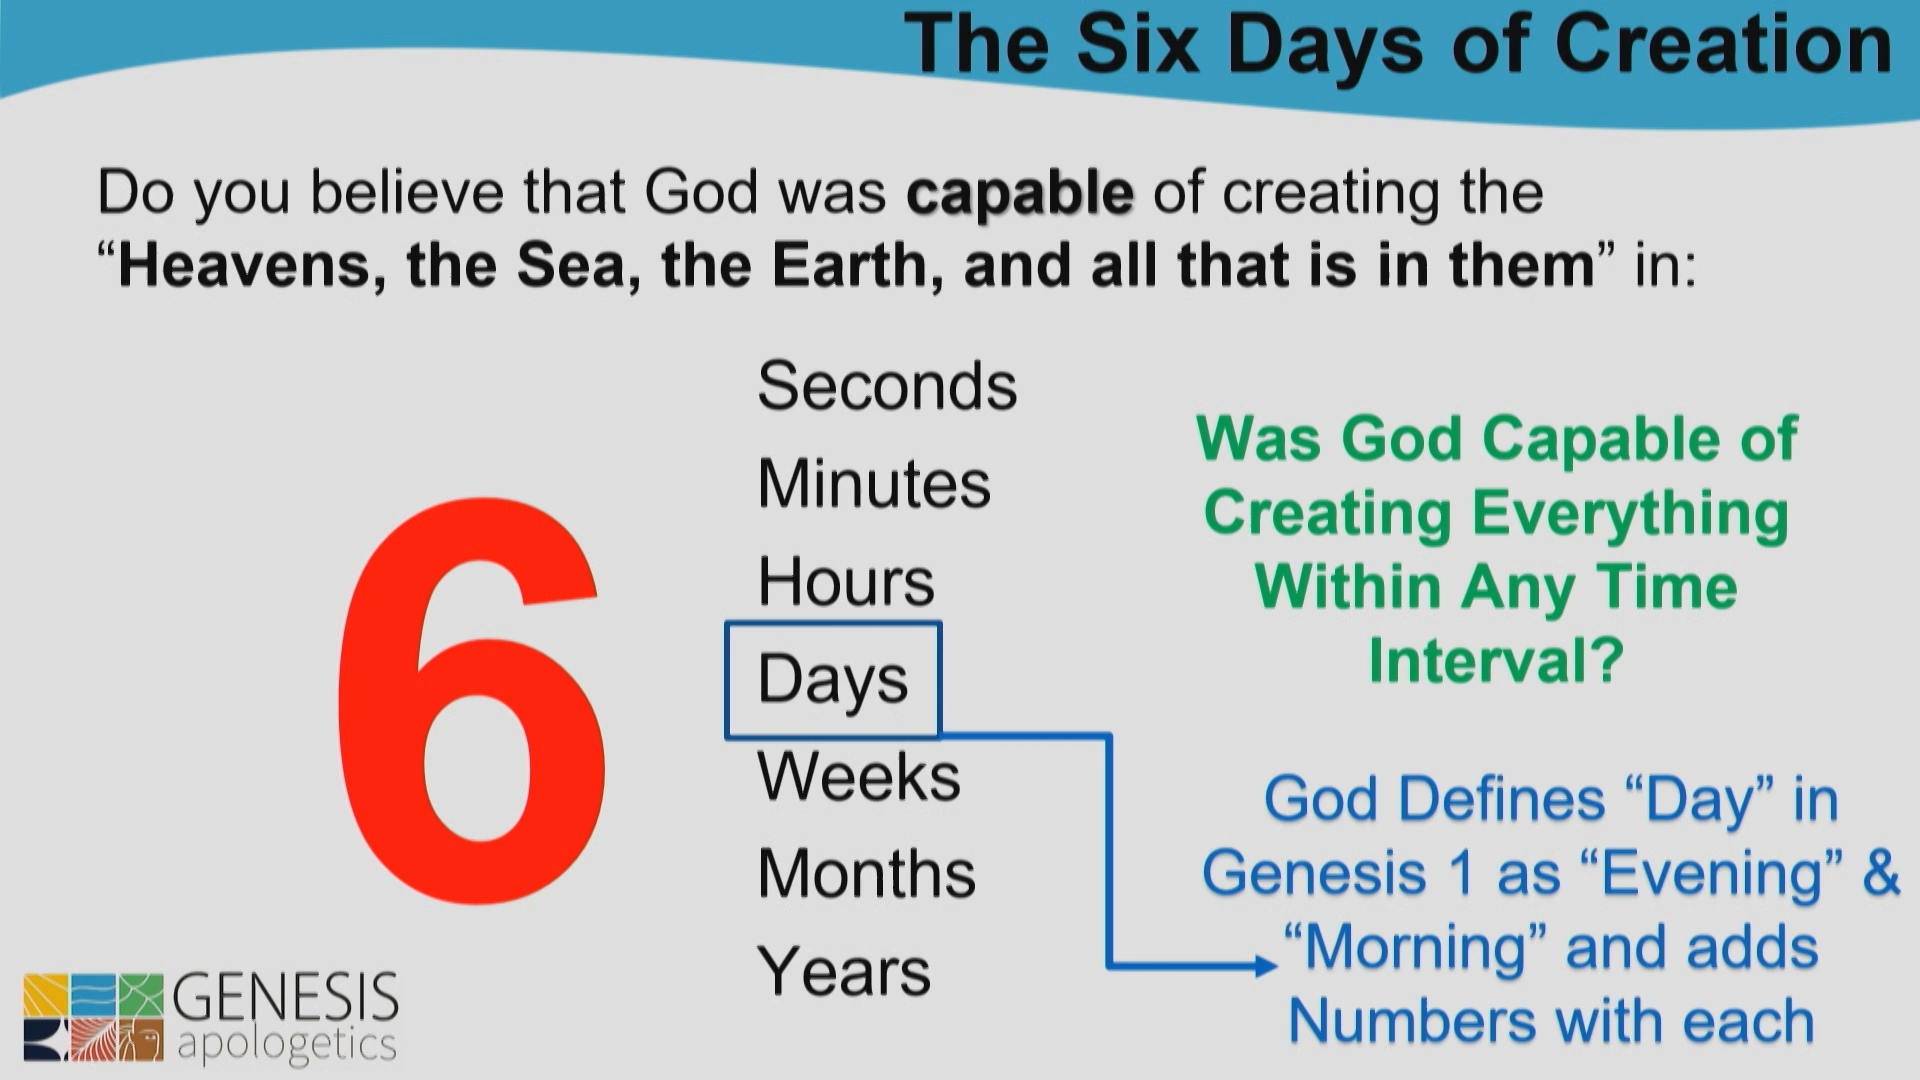 The Six Days of Creation
Do you believe that God was capable of creating the
“Heavens, the Sea, the Earth, and all that is in them” in:
6
Seconds
Minutes
Hours
Days
Weeks
Months
Years
Was God Capable of
Creating Everything
Within Any Time
Interval?
God Defines “Day” in
Genesis 1 as “Evening” &
“Morning” and adds
Numbers with each
GENESIS
apologetics